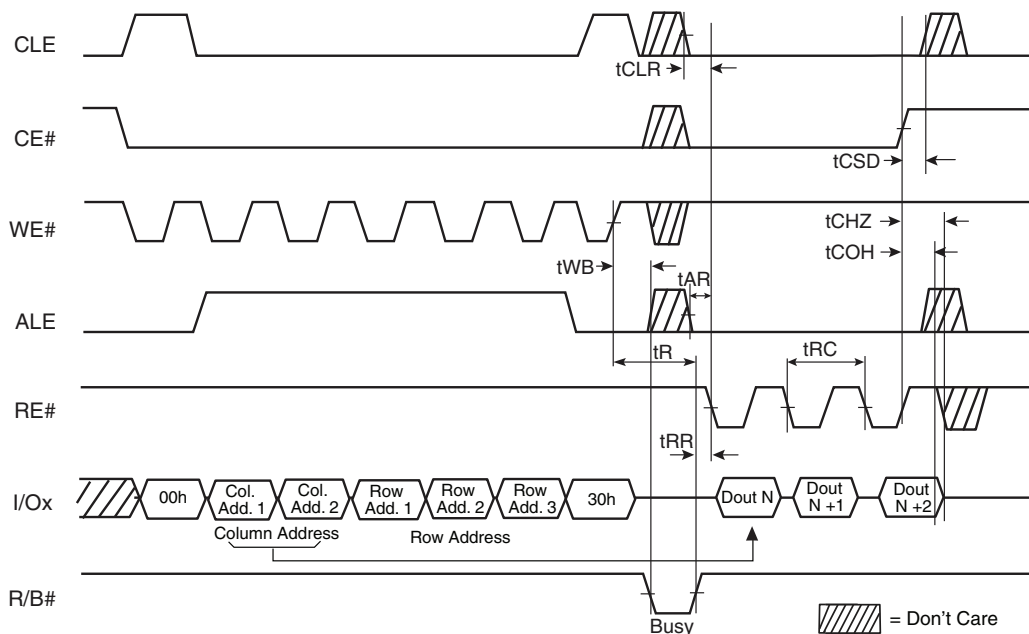 CLE
tCLR
CE#
tCSD
WE#
tCHZ
tCOH
tWB
tAR
ALE
tR
tRC
RE#
tRR
I/Ox
00h
Col. Add. 1
Col. Add. 2
Row Add. 1
Row Add. 2
Row Add. 3
30h
Dout N
Dout N +1
Dout N +2
Column Address
Row Address
R/B#
Busy
= Don't Care